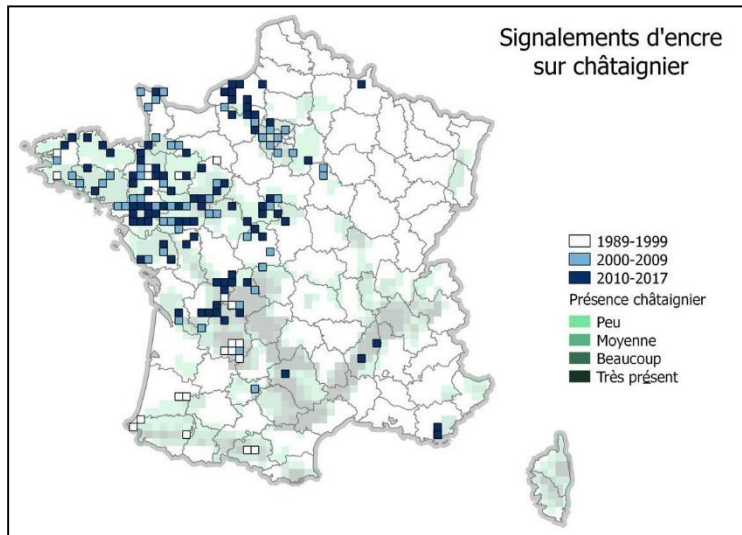 Signalements d'encre
sur châtaignier
1989-1999
2000-2009
2010-2017
Présence châtaignier
Peu
Moyenne
Beaucoup
Très présent